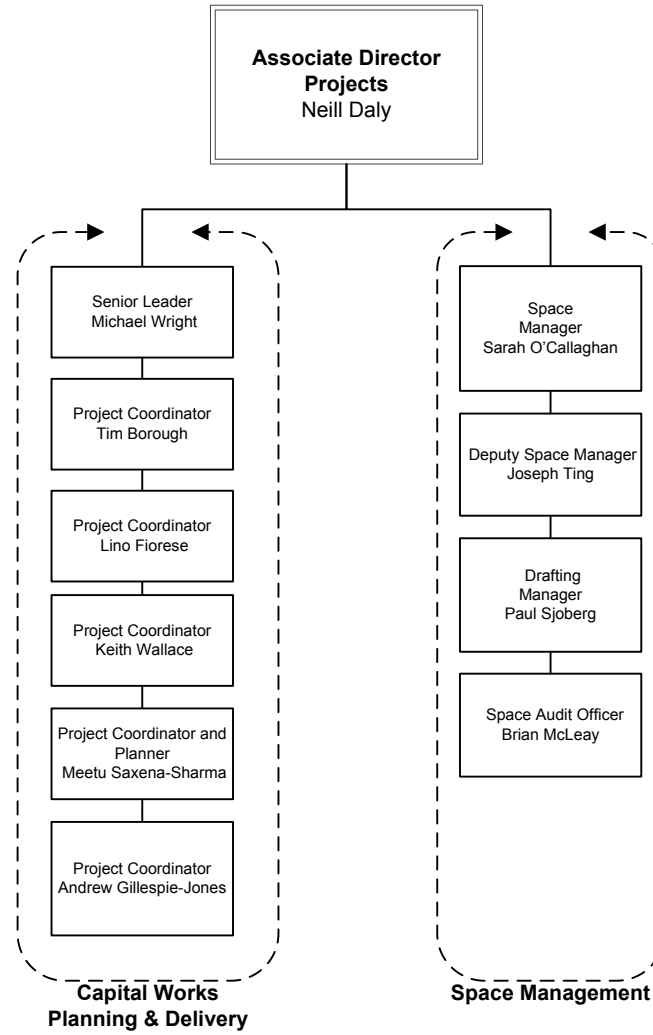 Associate Director
Projects
Neill Daly
Senior Leader
Michael Wright
Project Coordinator
Tim Borough
Project Coordinator
Lino Fiorese
Project Coordinator
Keith Wallace
Project Coordinator and
Planner
Meetu Saxena-Sharma
Project Coordinator
Andrew Gillespie-Jones
Capital Works
Planning & Delivery
Space
Manager
Sarah O’Callaghan
Deputy Space Manager
Joseph Ting
Drafting
Manager
Paul Sjoberg
Space Audit Officer
Brian McLeay
Space Management